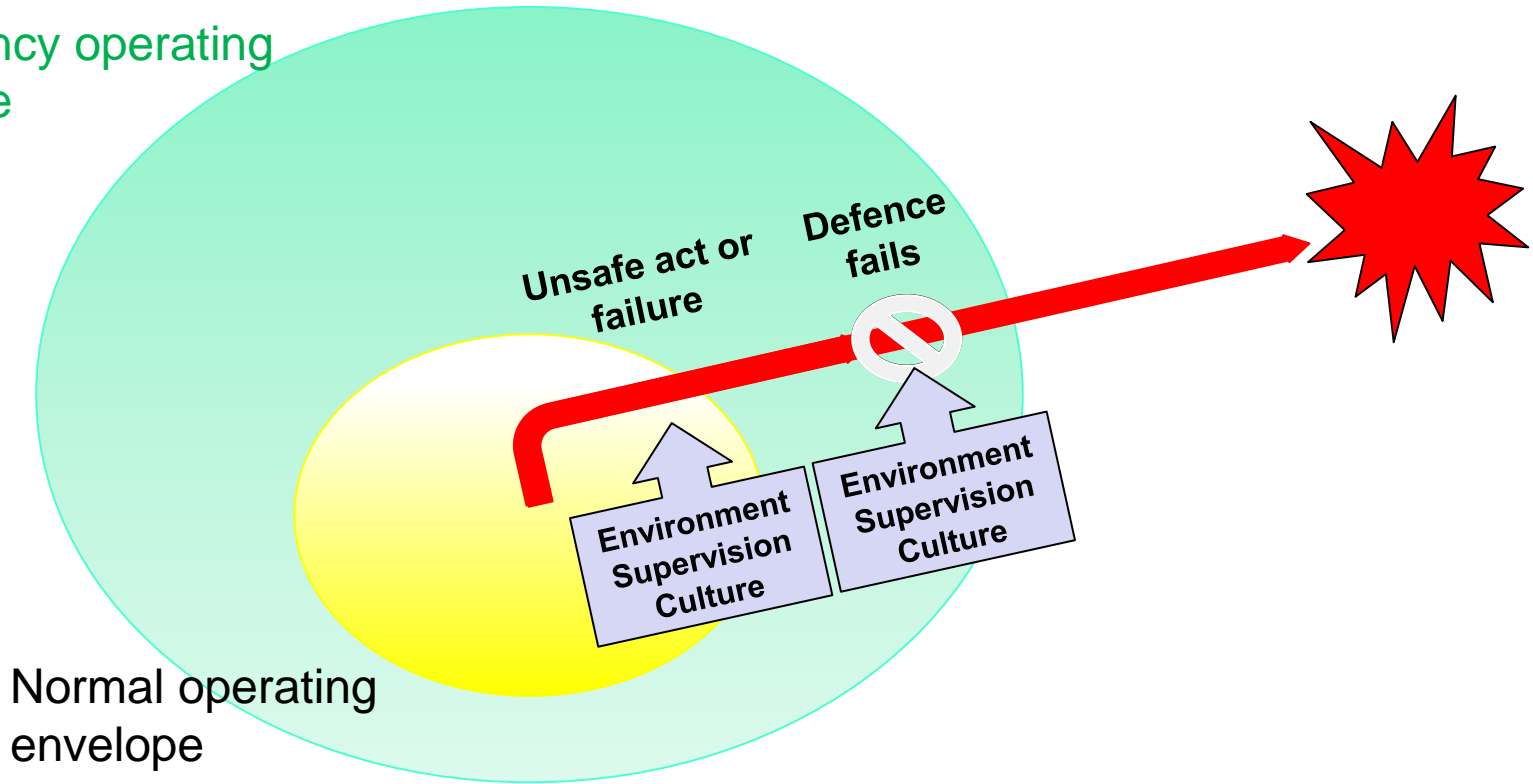 ncy operating
e
Unsafe act or
failure
Defence
fails
Environment
Supervision
Culture
Environment
Supervision
Culture
Normal operating
envelope